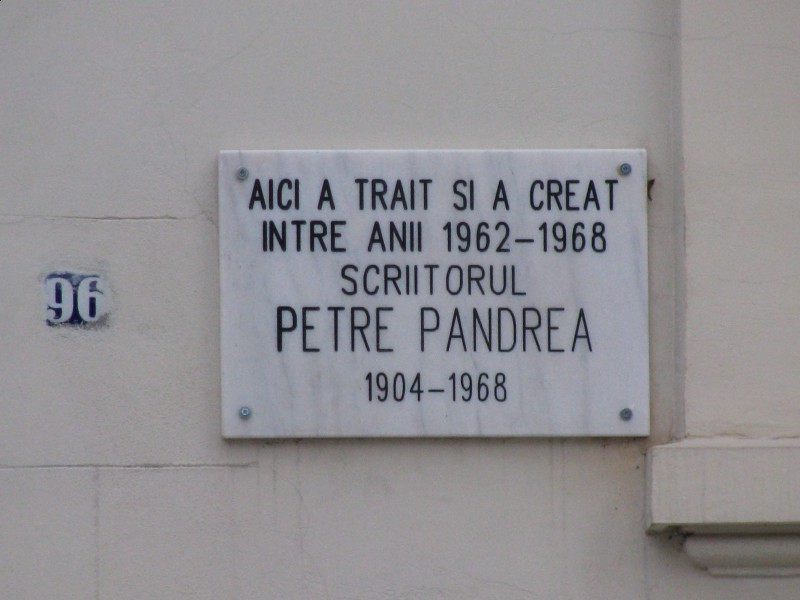 96
AICI A TRAIT SI A CREAT
INTRE ANII 1962-1968
SCRIITORUL
PETRE PANDREA
1904-1968